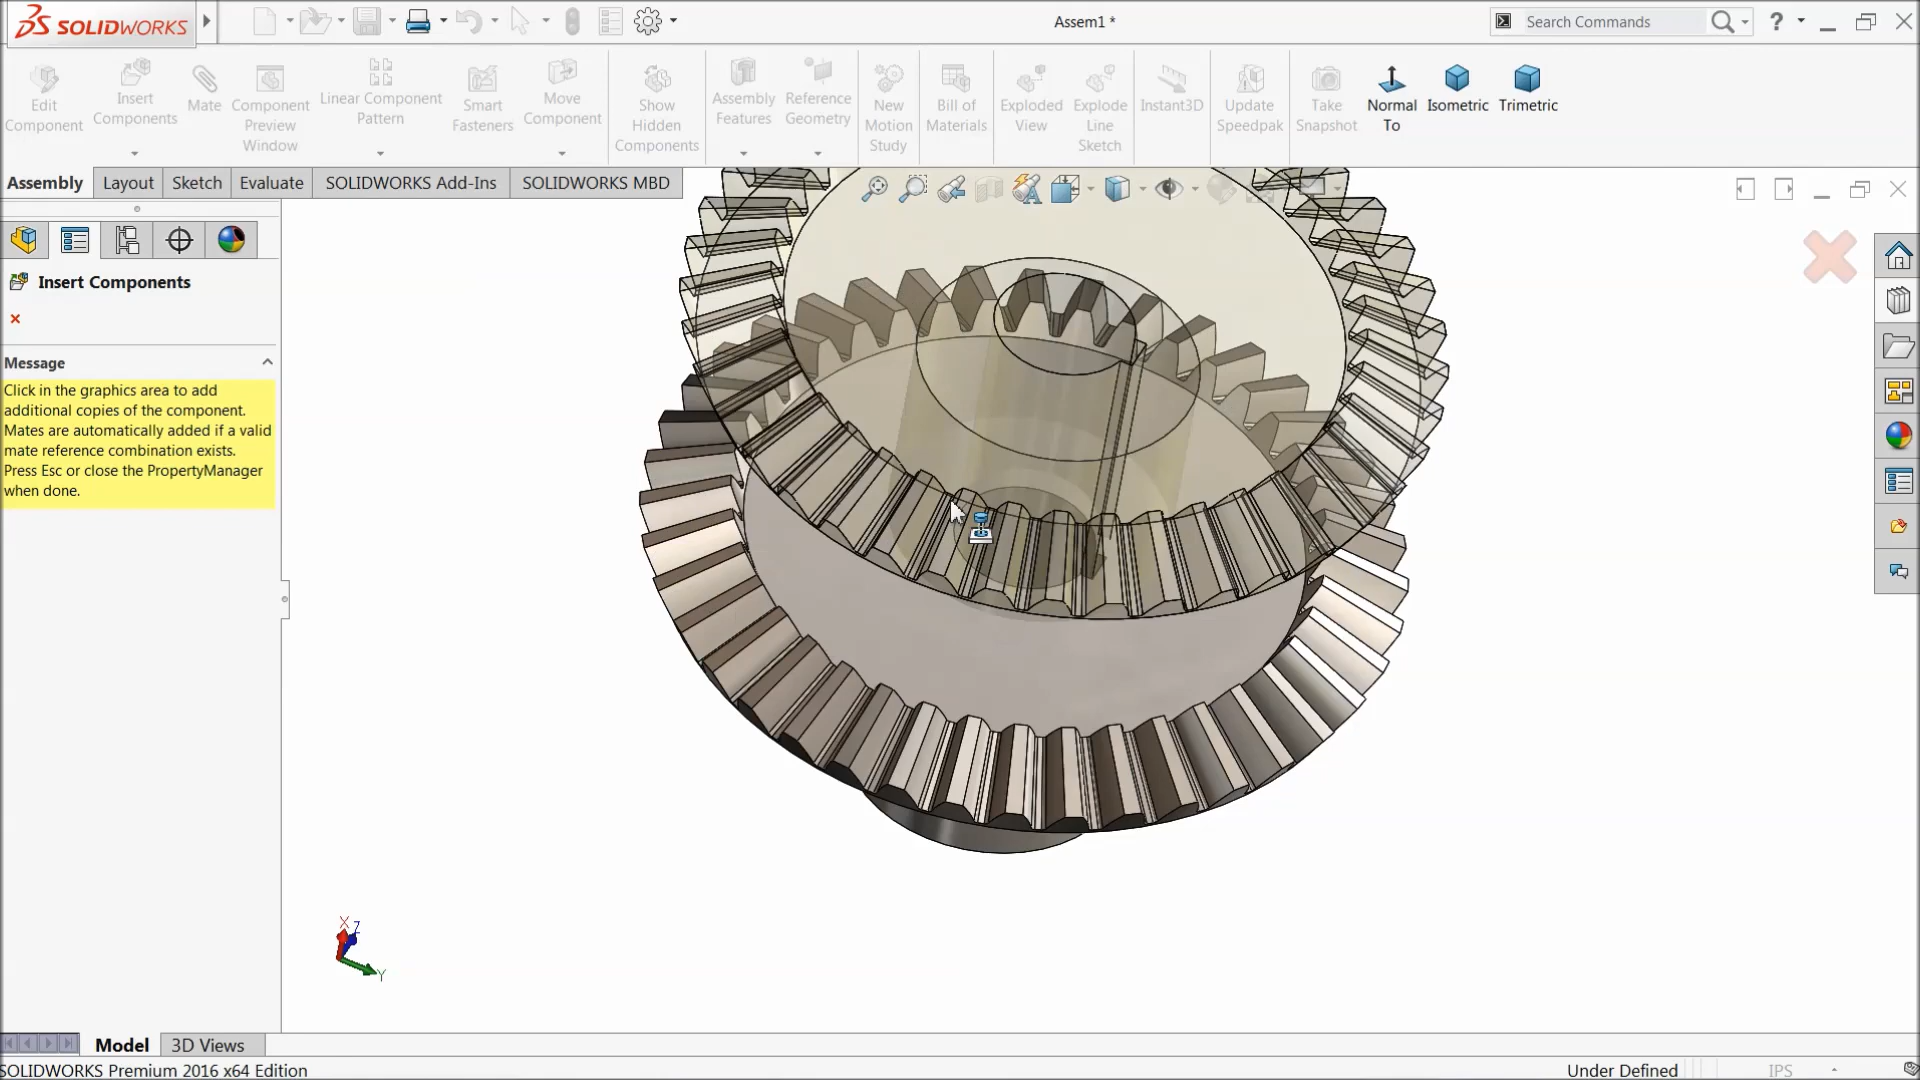 SOLIDWORKS
Assem1 *
Search Commands
?
Edit Component
Insert Components
Mate
Component Preview Window
Linear Component Pattern
Smart Fasteners
Move Component
Show Hidden Components
Assembly Features
Reference Geometry
New Motion Study
Bill of Materials
Exploded View
Explode Line Sketch
Instant3D
Update Speedpak
Take Snapshot
Normal To
Isometric
Trimetric
Assembly
Layout
Sketch
Evaluate
SOLIDWORKS Add-Ins
SOLIDWORKS MBD
Insert Components
Message
Click in the graphics area to add
additional copies of the component.
Mates are automatically added if a valid
mate reference combination exists.
Press Esc or close the PropertyManager
when done.
X
Z
Y
Model
3D Views
SOLIDWORKS Premium 2016 x64 Edition
Under Defined
IPS